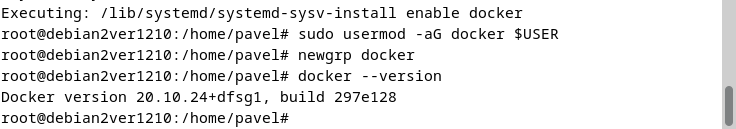 Executing: /lib/systemd/systemd-sysv-install enable docker
root@debian2ver1210:/home/pavel# sudo usermod -aG docker $USER
root@debian2ver1210:/home/pavel# newgrp docker
root@debian2ver1210:/home/pavel# docker --version
Docker version 20.10.24+dfsg1, build 297e128
root@debian2ver1210:/home/pavel#